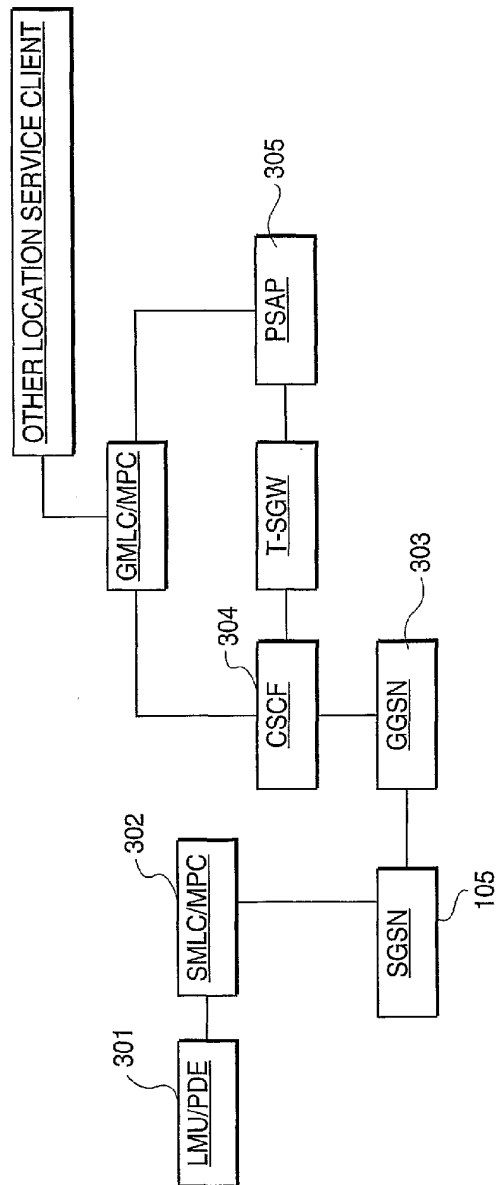 OTHER LOCATION SERVICE CLIENT
GMLC/MPC
305
PSAP
T-SGW
304
CSCF
303
GGSN
302
SMLC/MPC
301
LMU/PDE
SGSN
105